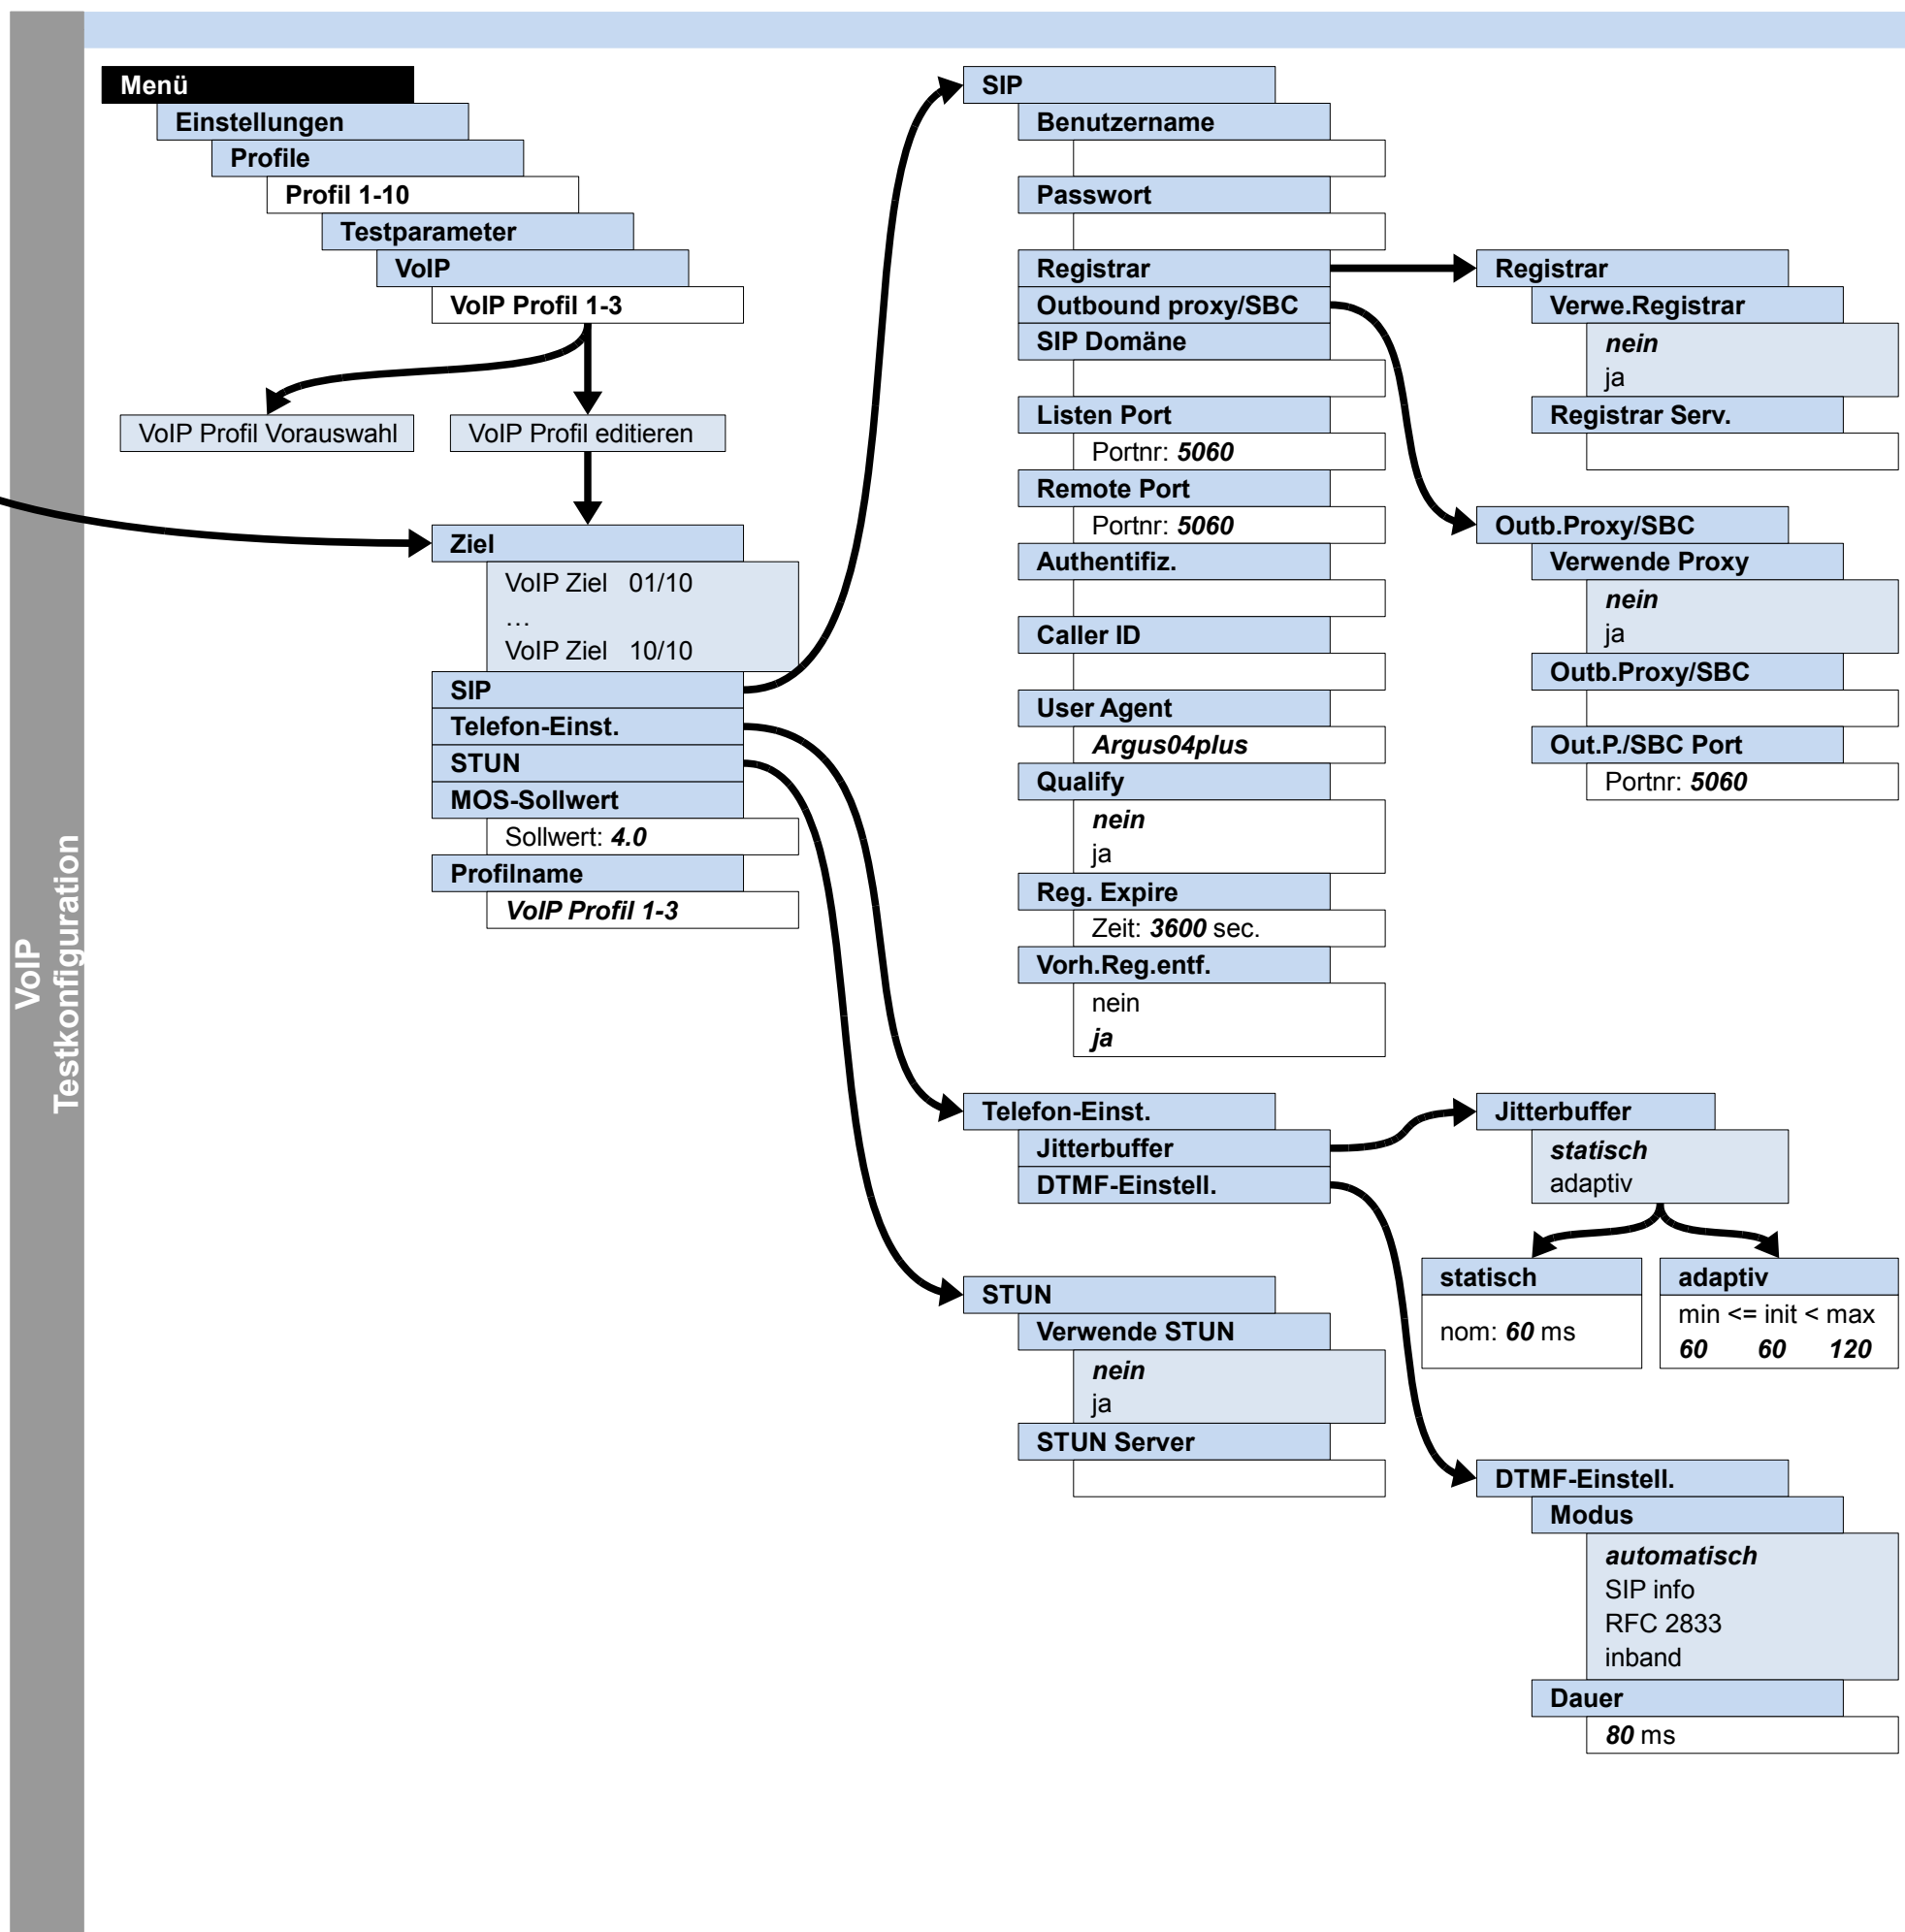 VoIP
Testkonfiguration
Menü
Einstellungen
Profile
Profil 1-10
Testparameter
VoIP
VoIP Profil 1-3
VoIP Profil Vorauswahl
VoIP Profil editieren
Ziel
VoIP Ziel 01/10
…
VoIP Ziel 10/10
SIP
Telefon-Einst.
STUN
MOS-Sollwert
Sollwert: 4.0
Profilname
VoIP Profil 1-3
SIP
Benutzername
Passwort
Registrar
Outbound proxy/SBC
SIP Domäne
Listen Port
Portnr: 5060
Remote Port
Portnr: 5060
Authentifiz.
Caller ID
User Agent
Argus04plus
Qualify
nein
ja
Reg. Expire
Zeit: 3600 sec.
Vorh.Reg.entf.
nein
ja
Registrar
Verwe.Registrar
nein
ja
Registrar Serv.
Outb.Proxy/SBC
Verwende Proxy
nein
ja
Outb.Proxy/SBC
Out.P./SBC Port
Portnr: 5060
Telefon-Einst.
Jitterbuffer
DTMF-Einstell.
Jitterbuffer
statisch
adaptiv
statisch
nom: 60 ms
adaptiv
min <= init < max
60 60 120
STUN
Verwende STUN
nein
ja
STUN Server
DTMF-Einstell.
Modus
automatisch
SIP info
RFC 2833
inband
Dauer
80 ms